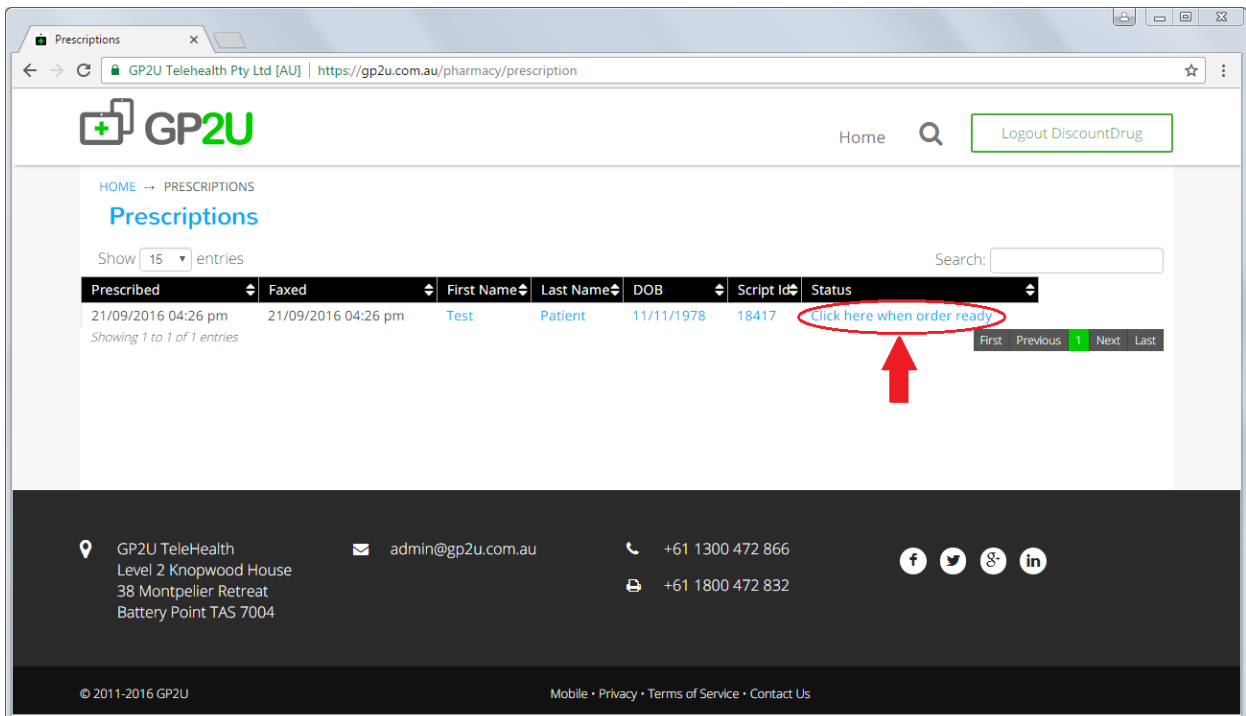 Prescriptions
GP2U Telehealth Pty Ltd [AU] | https://gp2u.com.au/pharmacy/prescription
GP2U
Home
Logout DiscountDrug
HOME → PRESCRIPTIONS
Prescriptions
Show 15 entries
Search:
Prescribed Faxed First Name Last Name DOB Script Id Status
21/09/2016 04:26 pm 21/09/2016 04:26 pm Test Patient 11/11/1978 18417 Click here when order ready
Showing 1 to 1 of 1 entries
First Previous 1 Next Last
GP2U TeleHealth
Level 2 Knopwood House
38 Montpelier Retreat
Battery Point TAS 7004
admin@gp2u.com.au
+61 1300 472 866
+61 1800 472 832
© 2011-2016 GP2U
Mobile • Privacy • Terms of Service • Contact Us